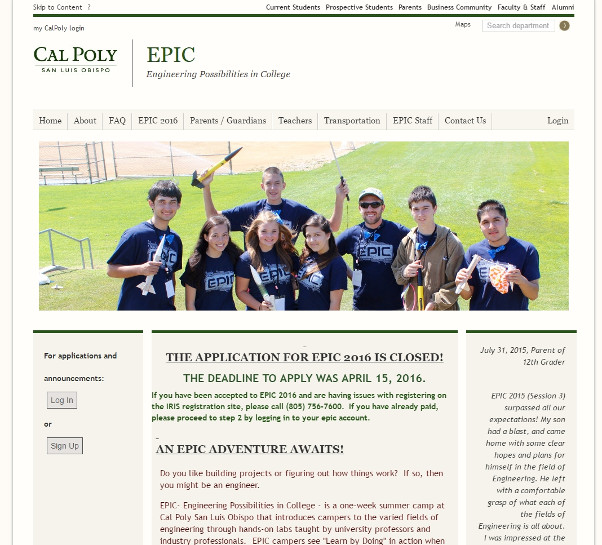 Skip to Content ?
Current Students Prospective Students Parents Business Community Faculty & Staff Alumni
my CalPoly login
Maps
Search department
CAL POLY
SAN LUIS OBISPO
EPIC
Engineering Possibilities in College
Home About FAQ EPIC 2016 Parents / Guardians Teachers Transportation EPIC Staff Contact Us Login
EPIC
EPIC
EPIC
EPIC
EPIC
For applications and
announcements:
Log In
or
Sign Up
THE APPLICATION FOR EPIC 2016 IS CLOSED!
THE DEADLINE TO APPLY WAS APRIL 15, 2016.
If you have been accepted to EPIC 2016 and are having issues with registering on
the IRIS registration site, please call (805) 756-7600. If you have already paid,
please proceed to step 2 by logging in to your epic account.
AN EPIC ADVENTURE AWAITS!
Do you like building projects or figuring out how things work? If so, then
you might be an engineer.
EPIC- Engineering Possibilities in College - is a one-week summer camp at
Cal Poly San Luis Obispo that introduces campers to the varied fields of
engineering through hands-on labs taught by university professors and
industry professionals. EPIC campers see "Learn by Doing" in action when
July 31, 2015, Parent of
12th Grader
EPIC 2015 (Session 3)
surpassed all our
expectations! My son
had a blast, and came
home with some clear
hopes and plans for
himself in the field of
Engineering. He left
with a comfortable
grasp of what each of
the fields of
Engineering is all about.
I was impressed at the